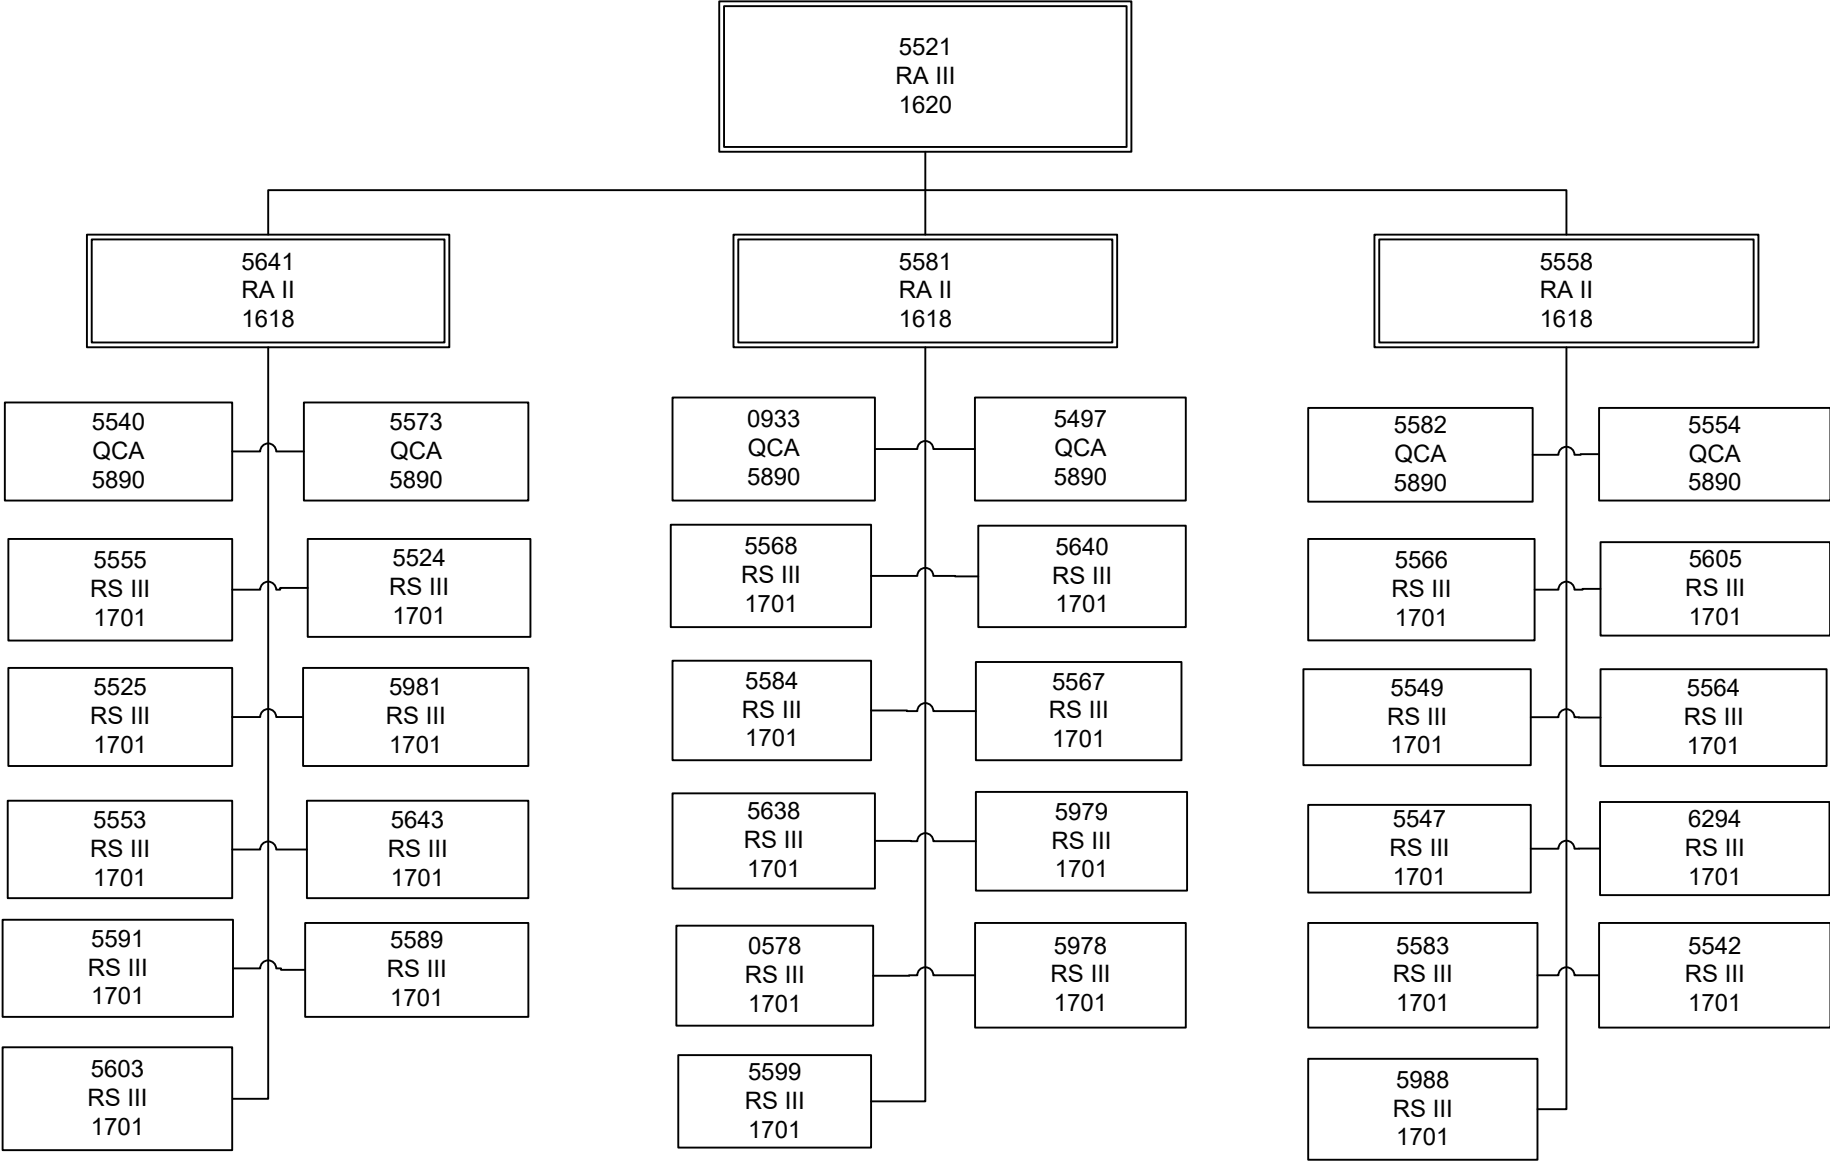 5521
RA III
1620
5641
RA II
1618
5581
RA II
1618
5558
RA II
1618
5540
QCA
5890
5573
QCA
5890
0933
QCA
5890
5497
QCA
5890
5582
QCA
5890
5554
QCA
5890
5555
RS III
1701
5524
RS III
1701
5568
RS III
1701
5640
RS III
1701
5566
RS III
1701
5605
RS III
1701
5525
RS III
1701
5981
RS III
1701
5584
RS III
1701
5567
RS III
1701
5549
RS III
1701
5564
RS III
1701
5553
RS III
1701
5643
RS III
1701
5638
RS III
1701
5979
RS III
1701
5547
RS III
1701
6294
RS III
1701
5591
RS III
1701
5589
RS III
1701
0578
RS III
1701
5978
RS III
1701
5583
RS III
1701
5542
RS III
1701
5603
RS III
1701
5599
RS III
1701
5988
RS III
1701